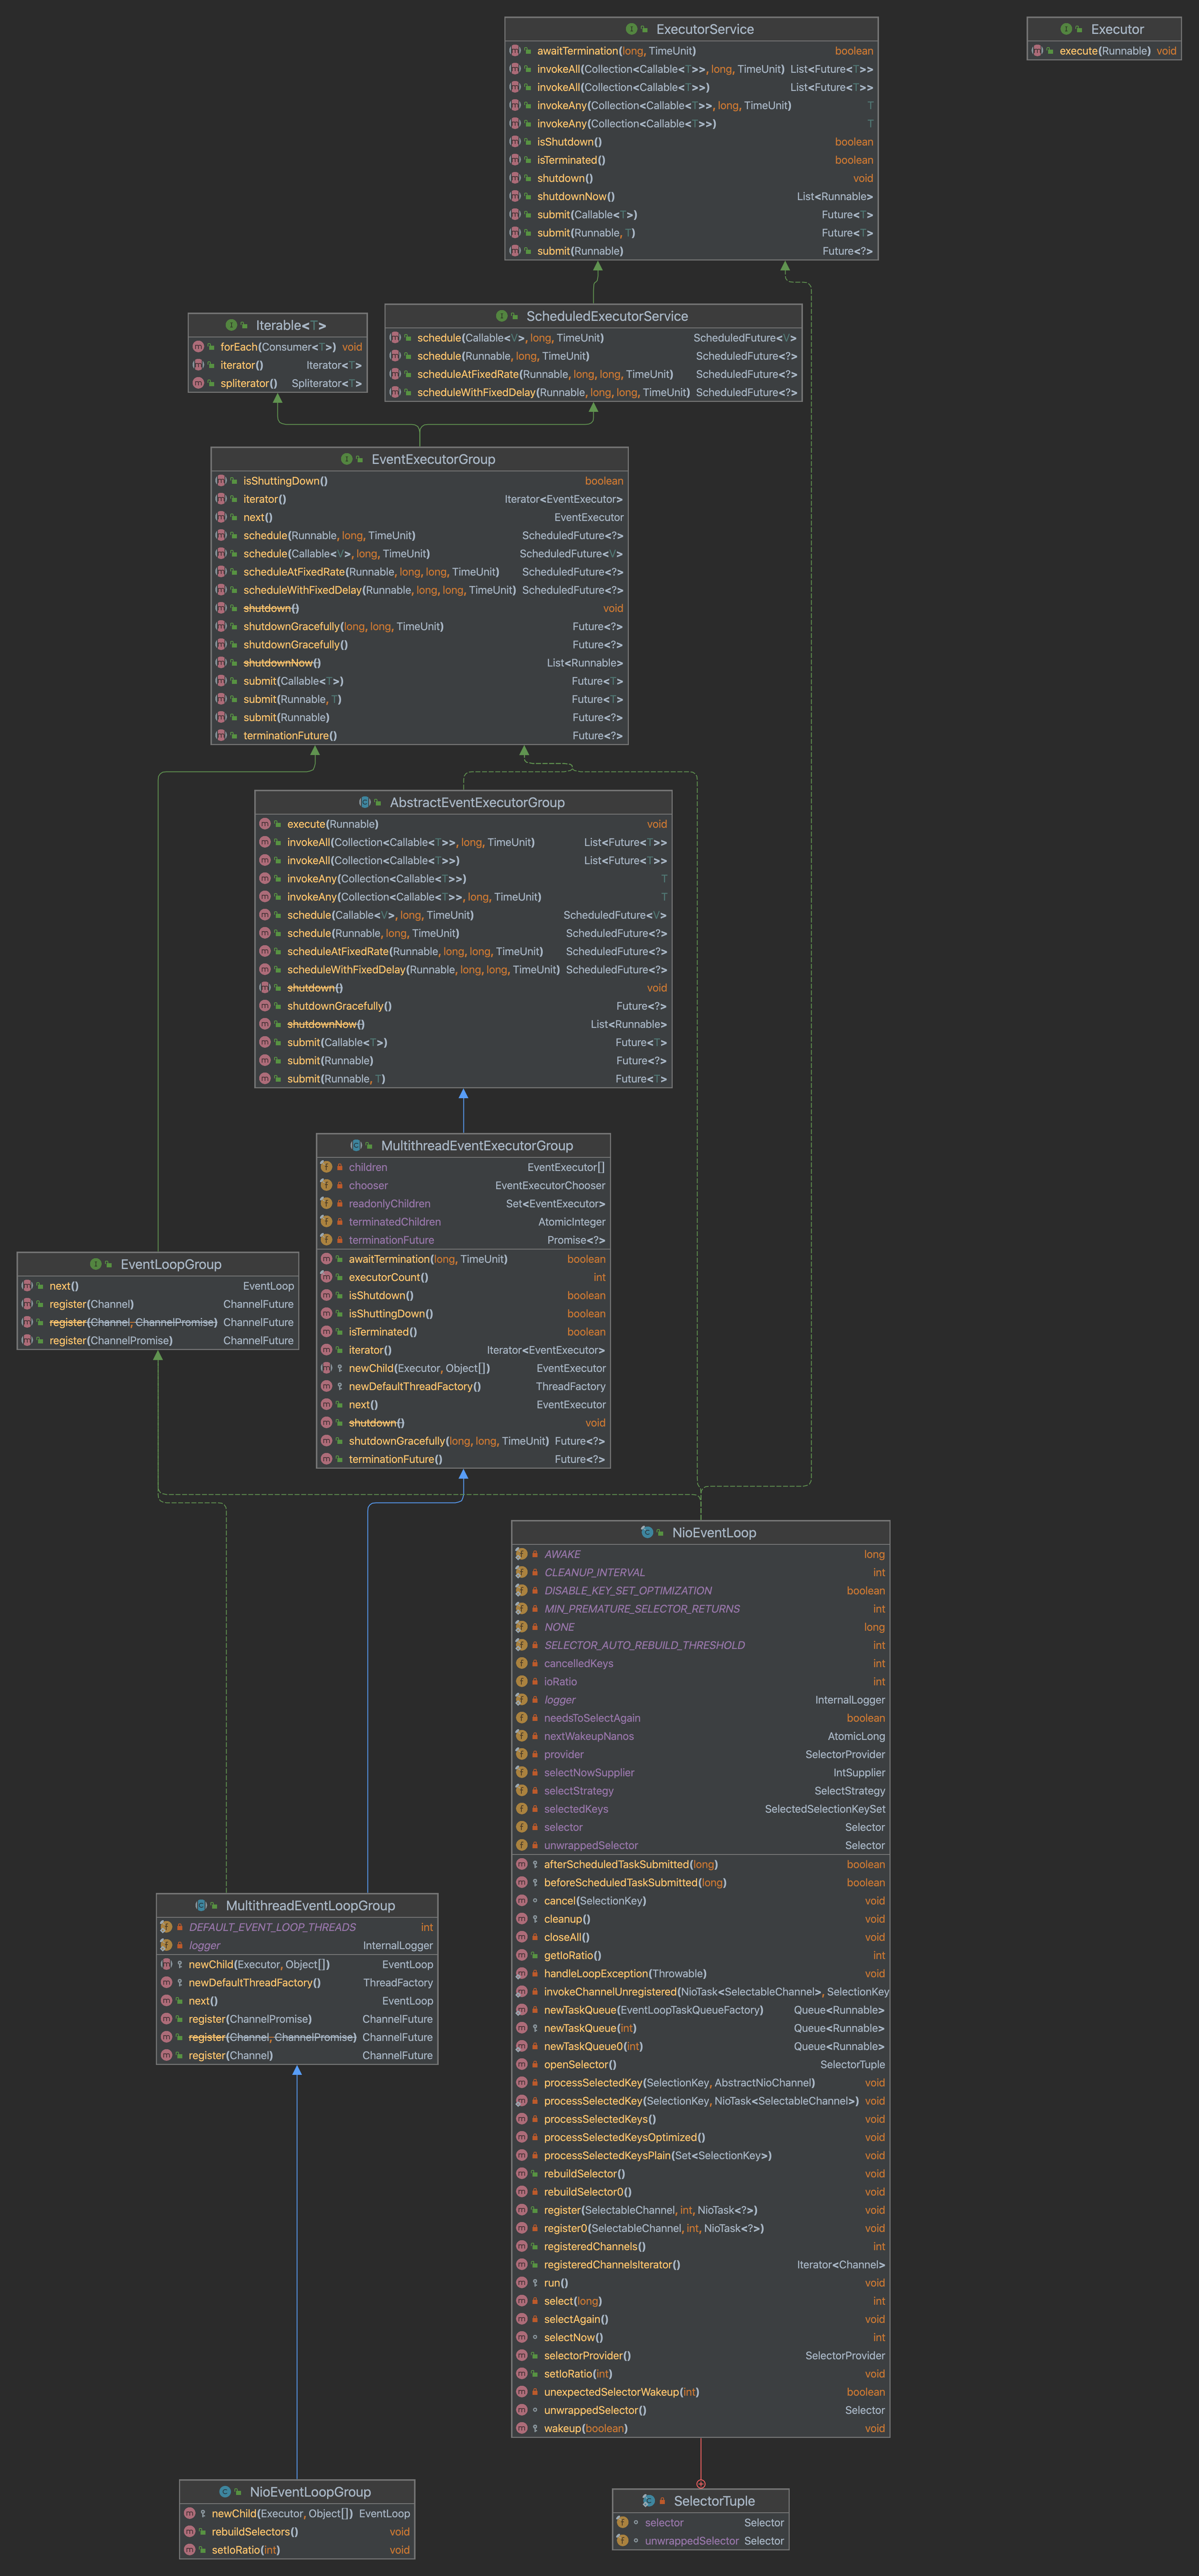 ExecutorService
awaitTermination(long, TimeUnit) boolean
invokeAll(Collection<Callable<T>>, long, TimeUnit) List<Future<T>>
invokeAll(Collection<Callable<T>>) List<Future<T>>
invokeAny(Collection<Callable<T>>, long, TimeUnit) T
invokeAny(Collection<Callable<T>>) T
isShutdown() boolean
isTerminated() boolean
shutdown() void
shutdownNow() List<Runnable>
submit(Callable<T>) Future<T>
submit(Runnable, T) Future<T>
submit(Runnable) Future<?>
Executor
execute(Runnable) void
Iterable<T>
forEach(Consumer<T>) void
iterator() Iterator<T>
spliterator() Spliterator<T>
ScheduledExecutorService
schedule(Callable<V>, long, TimeUnit) ScheduledFuture<V>
schedule(Runnable, long, TimeUnit) ScheduledFuture<?>
scheduleAtFixedRate(Runnable, long, long, TimeUnit) ScheduledFuture<?>
scheduleWithFixedDelay(Runnable, long, long, TimeUnit) ScheduledFuture<?>
EventExecutorGroup
isShuttingDown() boolean
iterator() Iterator<EventExecutor>
next() EventExecutor
schedule(Runnable, long, TimeUnit) ScheduledFuture<?>
schedule(Callable<V>, long, TimeUnit) ScheduledFuture<V>
scheduleAtFixedRate(Runnable, long, long, TimeUnit) ScheduledFuture<?>
scheduleWithFixedDelay(Runnable, long, long, TimeUnit) ScheduledFuture<?>
shutdown() void
shutdownGracefully(long, long, TimeUnit) Future<?>
shutdownGracefully() Future<?>
shutdownNow() List<Runnable>
submit(Callable<T>) Future<T>
submit(Runnable, T) Future<T>
submit(Runnable) Future<?>
terminationFuture() Future<?>
AbstractEventExecutorGroup
execute(Runnable) void
invokeAll(Collection<Callable<T>>, long, TimeUnit) List<Future<T>>
invokeAll(Collection<Callable<T>>) List<Future<T>>
invokeAny(Collection<Callable<T>>) T
invokeAny(Collection<Callable<T>>, long, TimeUnit) T
schedule(Callable<V>, long, TimeUnit) ScheduledFuture<V>
schedule(Runnable, long, TimeUnit) ScheduledFuture<?>
scheduleAtFixedRate(Runnable, long, long, TimeUnit) ScheduledFuture<?>
scheduleWithFixedDelay(Runnable, long, long, TimeUnit) ScheduledFuture<?>
shutdown() void
shutdownGracefully() Future<?>
shutdownNow() List<Runnable>
submit(Callable<T>) Future<T>
submit(Runnable) Future<?>
submit(Runnable, T) Future<T>
MultithreadEventExecutorGroup
children EventExecutor[]
chooser EventExecutorChooser
readonlyChildren Set<EventExecutor>
terminatedChildren AtomicInteger
terminationFuture Promise<?>
awaitTermination(long, TimeUnit) boolean
executorCount() int
isShutdown() boolean
isShuttingDown() boolean
isTerminated() boolean
iterator() Iterator<EventExecutor>
newChild(Executor, Object[]) EventExecutor
newDefaultThreadFactory() ThreadFactory
next() EventExecutor
shutdown() void
shutdownGracefully(long, long, TimeUnit) Future<?>
terminationFuture() Future<?>
EventLoopGroup
next() EventLoop
register(Channel) ChannelFuture
register(Channel, ChannelPromise) ChannelFuture
register(ChannelPromise) ChannelFuture
NioEventLoop
AWAKE long
CLEANUP_INTERVAL int
DISABLE_KEY_SET_OPTIMIZATION boolean
MIN_PREMATURE_SELECTOR_RETURNS int
NONE long
SELECTOR_AUTO_REBUILD_THRESHOLD int
cancelledKeys int
ioRatio int
logger InternalLogger
needsToSelectAgain boolean
nextWakeupNanos AtomicLong
provider SelectorProvider
selectNowSupplier IntSupplier
selectStrategy SelectStrategy
selectedKeys SelectedSelectionKeySet
selector Selector
unwrappedSelector Selector
afterScheduledTaskSubmitted(long) boolean
beforeScheduledTaskSubmitted(long) boolean
cancel(SelectionKey) void
cleanup() void
closeAll() void
getIoRatio() int
handleLoopException(Throwable) void
invokeChannelUnregistered(NioTask<SelectableChannel>, SelectionKey
newTaskQueue(EventLoopTaskQueueFactory) Queue<Runnable>
newTaskQueue(int) Queue<Runnable>
newTaskQueue0(int) Queue<Runnable>
openSelector() SelectorTuple
processSelectedKey(SelectionKey, AbstractNioChannel) void
processSelectedKey(SelectionKey, NioTask<SelectableChannel>) void
processSelectedKeys() void
processSelectedKeysOptimized() void
processSelectedKeysPlain(Set<SelectionKey>) void
rebuildSelector() void
rebuildSelector0() void
register(SelectableChannel, int, NioTask<?>) void
register0(SelectableChannel, int, NioTask<?>) void
registeredChannels() int
registeredChannelsIterator() Iterator<Channel>
run() void
select(long) int
selectAgain() void
selectNow() int
selectorProvider() SelectorProvider
setIoRatio(int) void
unexpectedSelectorWakeup(int) boolean
unwrappedSelector() Selector
wakeup(boolean) void
MultithreadEventLoopGroup
DEFAULT_EVENT_LOOP_THREADS int
logger InternalLogger
newChild(Executor, Object[]) EventLoop
newDefaultThreadFactory() ThreadFactory
next() EventLoop
register(ChannelPromise) ChannelFuture
register(Channel, ChannelPromise) ChannelFuture
register(Channel) ChannelFuture
NioEventLoopGroup
newChild(Executor, Object[]) EventLoop
rebuildSelectors() void
setIoRatio(int) void
SelectorTuple
selector Selector
unwrappedSelector Selector